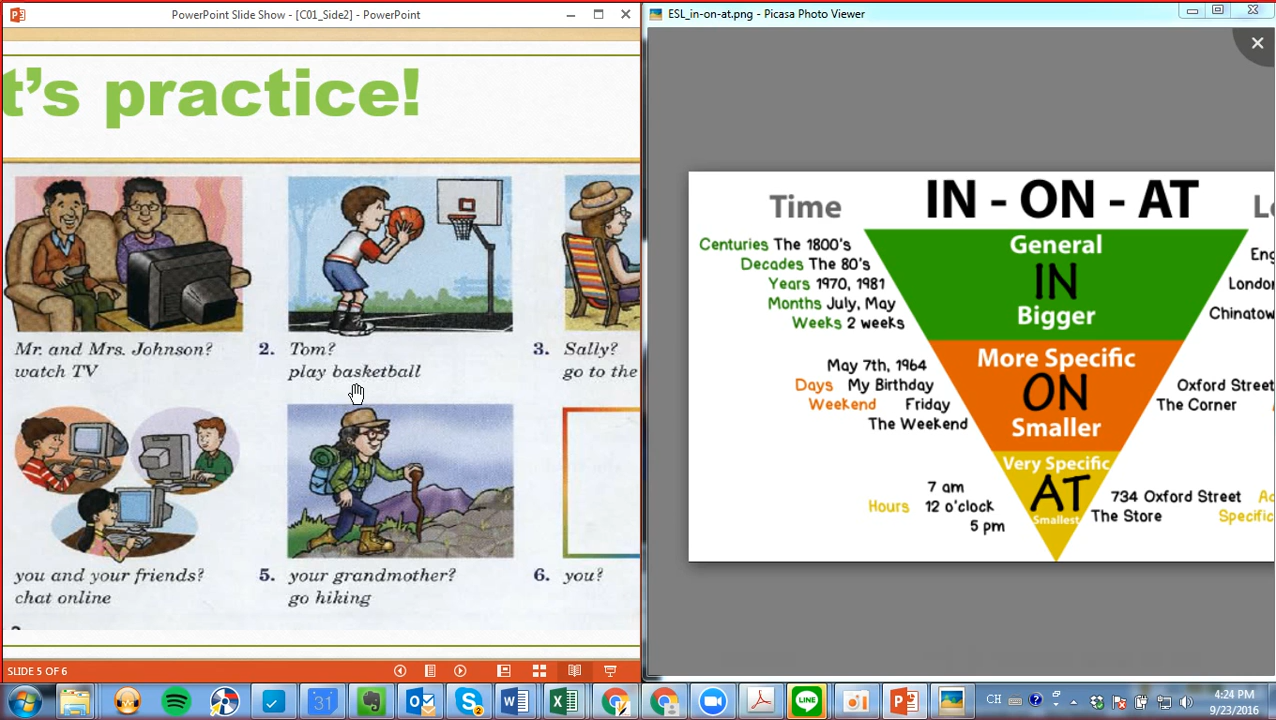 PowerPoint Slide Show - [C01_Side2] - PowerPoint
t's practice!
Mr. and Mrs. Johnson?
watch TV
2. Tom?
play basketball
3. Sally?
go to the
you and your friends?
chat online
5. your grandmother?
go hiking
6. you?
SLIDE 5 OF 6
ESL_in-on-at.png - Picasa Photo Viewer
Time
IN - ON - AT
Lo
Centuries The 1800's
Decades The 80's
Years 1970, 1981
Months July, May
Weeks 2 weeks
General
IN
Bigger
Eng
London
Chinatow
May 7th, 1964
Days My Birthday
Weekend Friday
The Weekend
More Specific
ON
Smaller
Oxford Street
The Corner
7 am
Hours 12 o'clock
5 pm
Very Specific
AT
Smallest
734 Oxford Street
The Store
Specific
31
2
CH
4:24 PM
9/23/2016